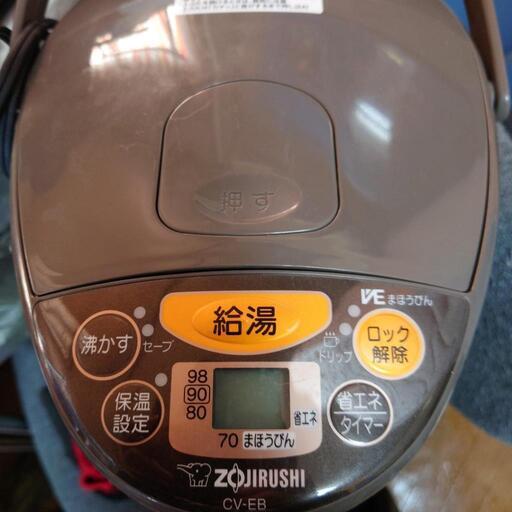 押す
VE まほうびん
給湯
沸かす セーブ
ドリップ
ロック
解除
98
90
80
保温
設定
省エネ
省エネ
タイマー
70 まほうびん
ZOJIRUSHI
CV-EB